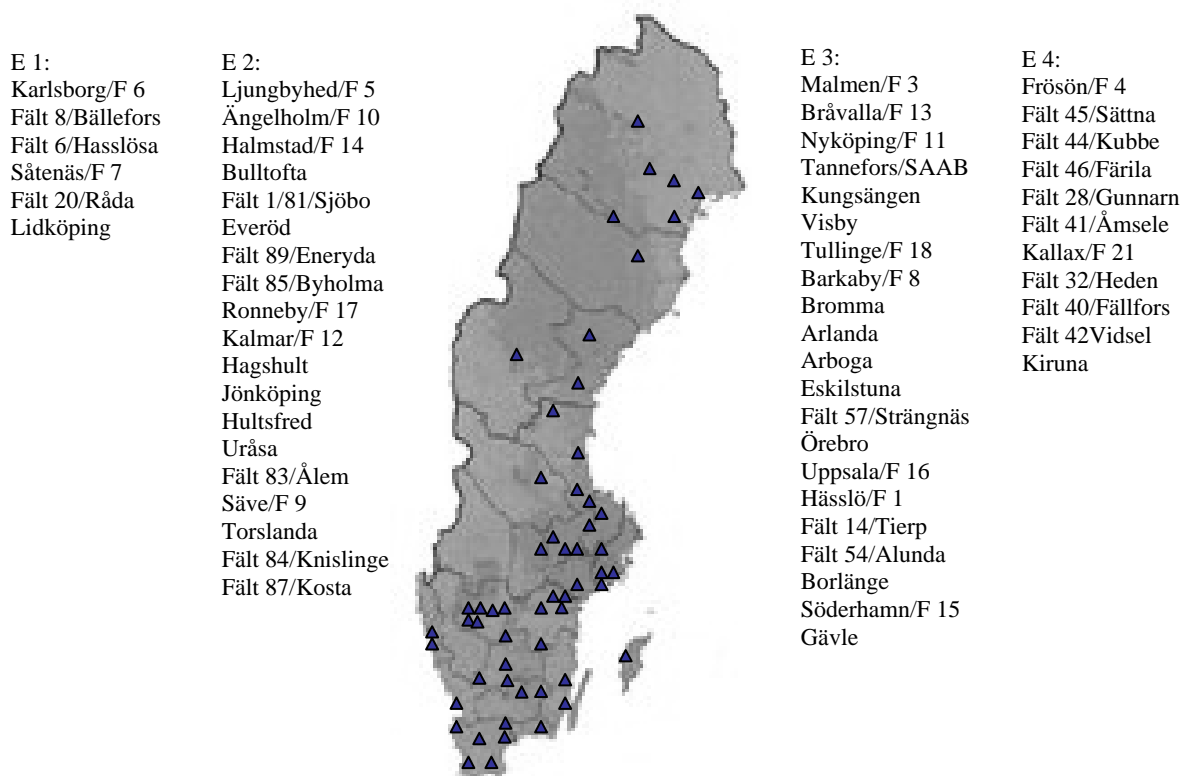 E 1:
Karlsborg/F 6
Fält 8/Bällefors
Fält 6/Hasslösa
Såtenäs/F 7
Fält 20/Råda
Lidköping
E 2:
Ljungbyhed/F 5
Ängelholm/F 10
Halmstad/F 14
Bulltofta
Fält 1/81/Sjöbo
Everöd
Fält 89/Eneryda
Fält 85/Byholma
Ronneby/F 17
Kalmar/F 12
Hagshult
Jönköping
Hultsfred
Uråsa
Fält 83/Ålem
Säve/F 9
Torslanda
Fält 84/Knislinge
Fält 87/Kosta
E 3:
Malmen/F 3
Bråvalla/F 13
Nyköping/F 11
Tannefors/SAAB
Kungsängen
Visby
Tullinge/F 18
Barkaby/F 8
Bromma
Arlanda
Arboga
Eskilstuna
Fält 57/Strängnäs
Örebro
Uppsala/F 16
Hässlö/F 1
Fält 14/Tierp
Fält 54/Alunda
Borlänge
Söderhamn/F 15
Gävle
E 4:
Frösön/F 4
Fält 45/Sättna
Fält 44/Kubbe
Fält 46/Färila
Fält 28/Gunnarn
Fält 41/Åmsele
Kallax/F 21
Fält 32/Heden
Fält 40/Fällfors
Fält 42Vidsel
Kiruna